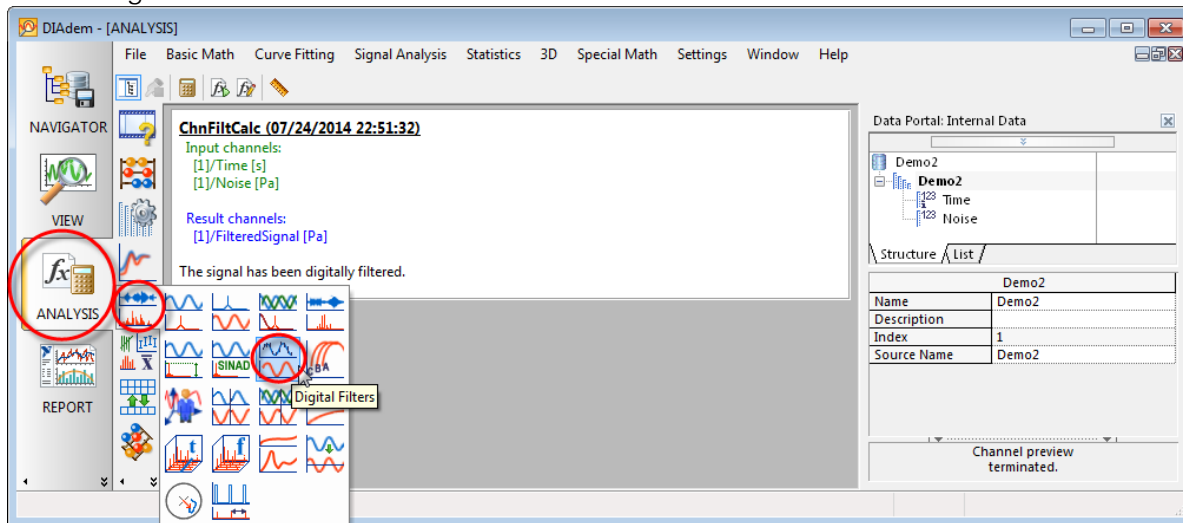 DIAdem - [ANALYSIS]
File Basic Math Curve Fitting Signal Analysis Statistics 3D Special Math Settings Window Help
NAVIGATOR
VIEW
ANALYSIS
REPORT
ChnFiltCalc (07/24/2014 22:51:32)
Input channels:
[1]/Time [s]
[1]/Noise [Pa]
Result channels:
[1]/FilteredSignal [Pa]
The signal has been digitally filtered.
SINAD
CBA
Digital Filters
t
f
Data Portal: Internal Data
Demo2
Demo2
123 Time
123 Noise
Structure List
Demo2
Name Demo2
Description
Index 1
Source Name Demo2
Channel preview
terminated.